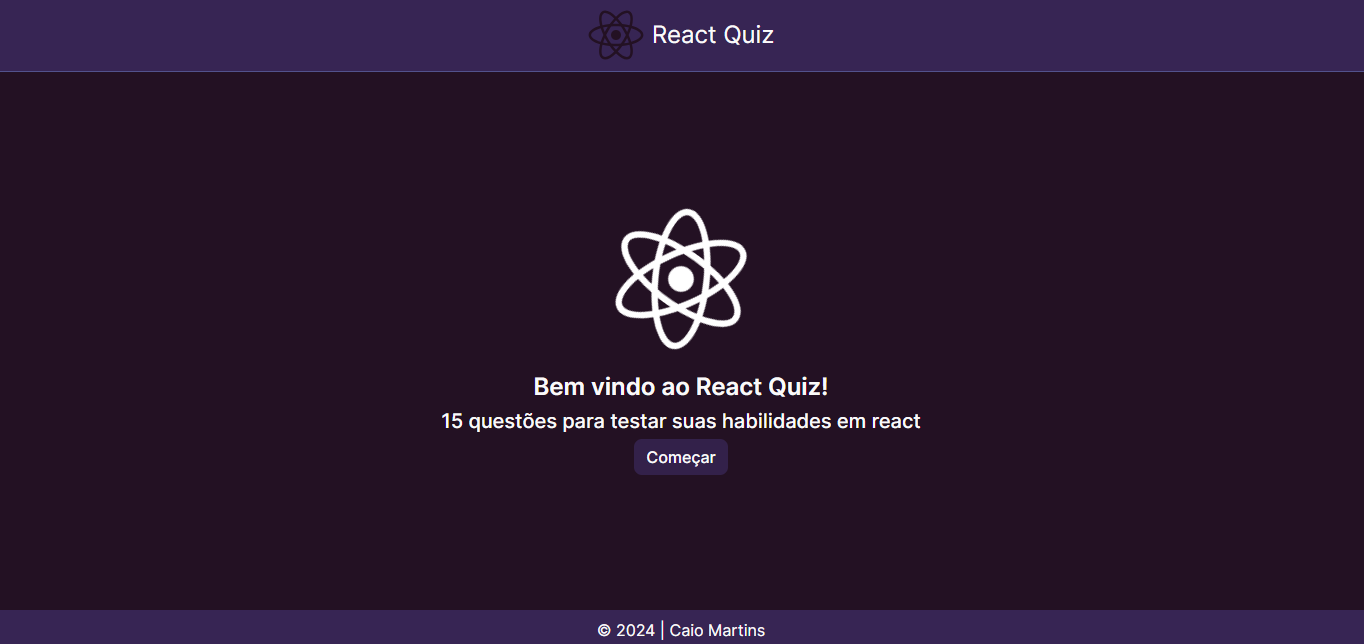 React Quiz
Bem vindo ao React Quiz!
15 questões para testar suas habilidades em react
Começar
© 2024 | Caio Martins